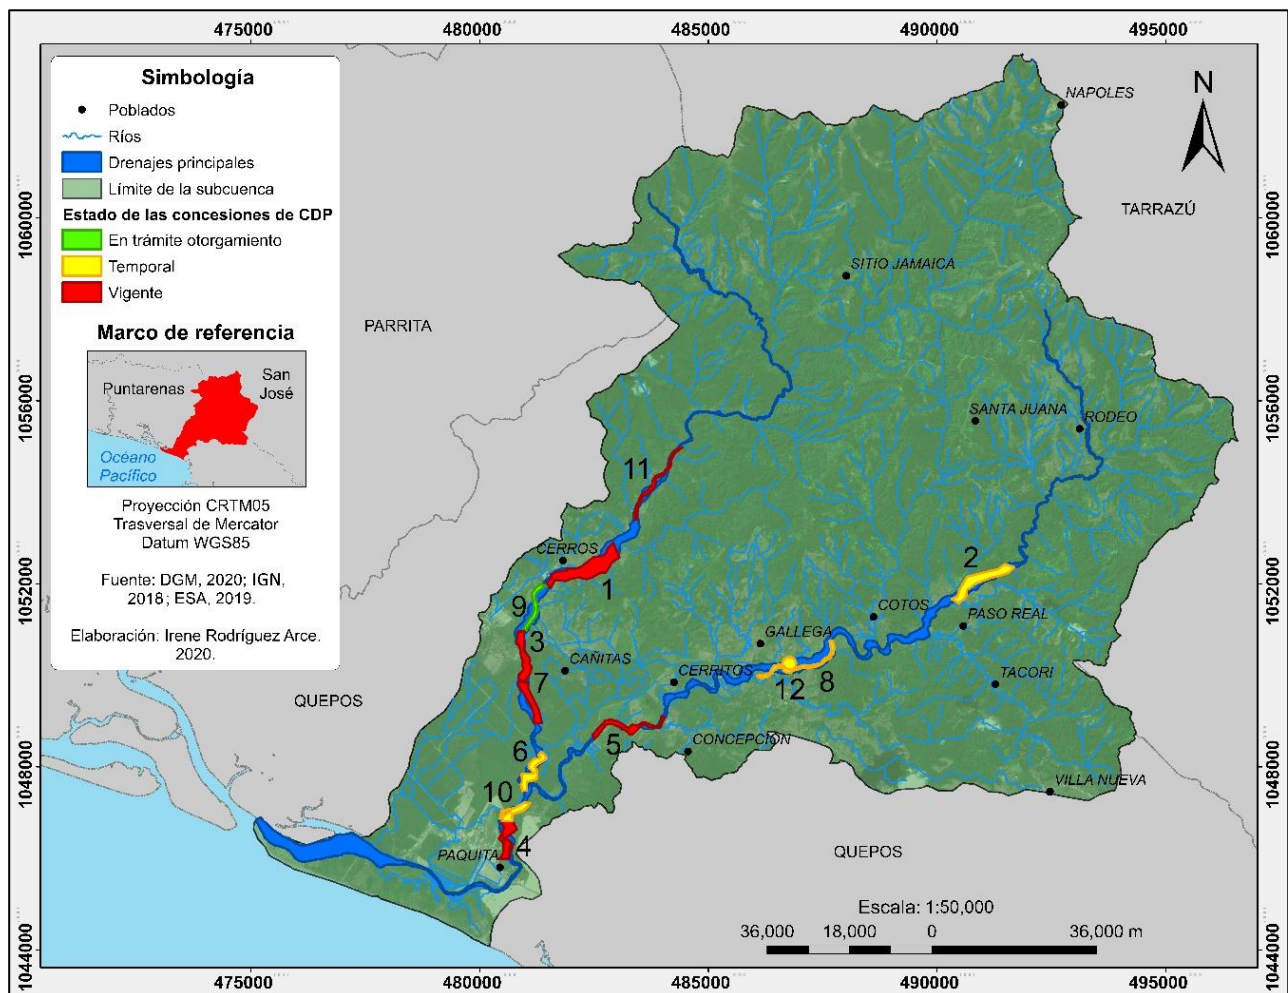 475000
480000
485000
490000
495000
Simbología
Poblados
Ríos
Drenajes principales
Límite de la subcuenca
Estado de las concesiones de CDP
En trámite otorgamiento
Temporal
Vigente
Marco de referencia
Puntarenas
San
José
Océano
Pacífico
Proyección CRTM05
Trasversal de Mercator
Datum WGS85
Fuente: DGM, 2020; IGN,
2018; ESA, 2019.
Elaboración: Irene Rodríguez Arce.
2020.
N
NAPOLES
TARRAZÚ
SITIO JAMAICA
PARRITA
SANTA JUANA
RODEO
11
CERROS
1
2
9
COTOS
PASO REAL
3
GALLEGA
CAÑITAS
CERRITOS
TACORI
7
12
8
QUEPOS
5
CONCEPCIÓN
6
VILLA NUEVA
10
4
PAQUITA
QUEPOS
Escala: 1:50,000
36,000
18,000
0
36,000 m
1060000
1056000
1052000
1048000
1044000
1060000
1056000
1052000
1048000
1044000
475000
480000
485000
490000
495000